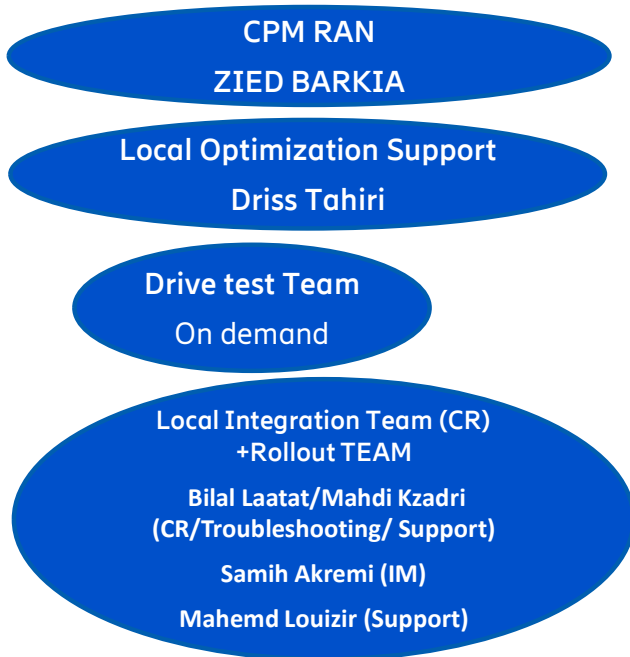 CPM RAN
ZIED BARKIA
Local Optimization Support
Driss Tahiri
Drive test Team
On demand
Local Integration Team (CR)
+Rollout TEAM
Bilal Laatat/Mahdi Kzadri
(CR/Troubleshooting/ Support)
Samih Akremi (IM)
Mahemd Louizir (Support)